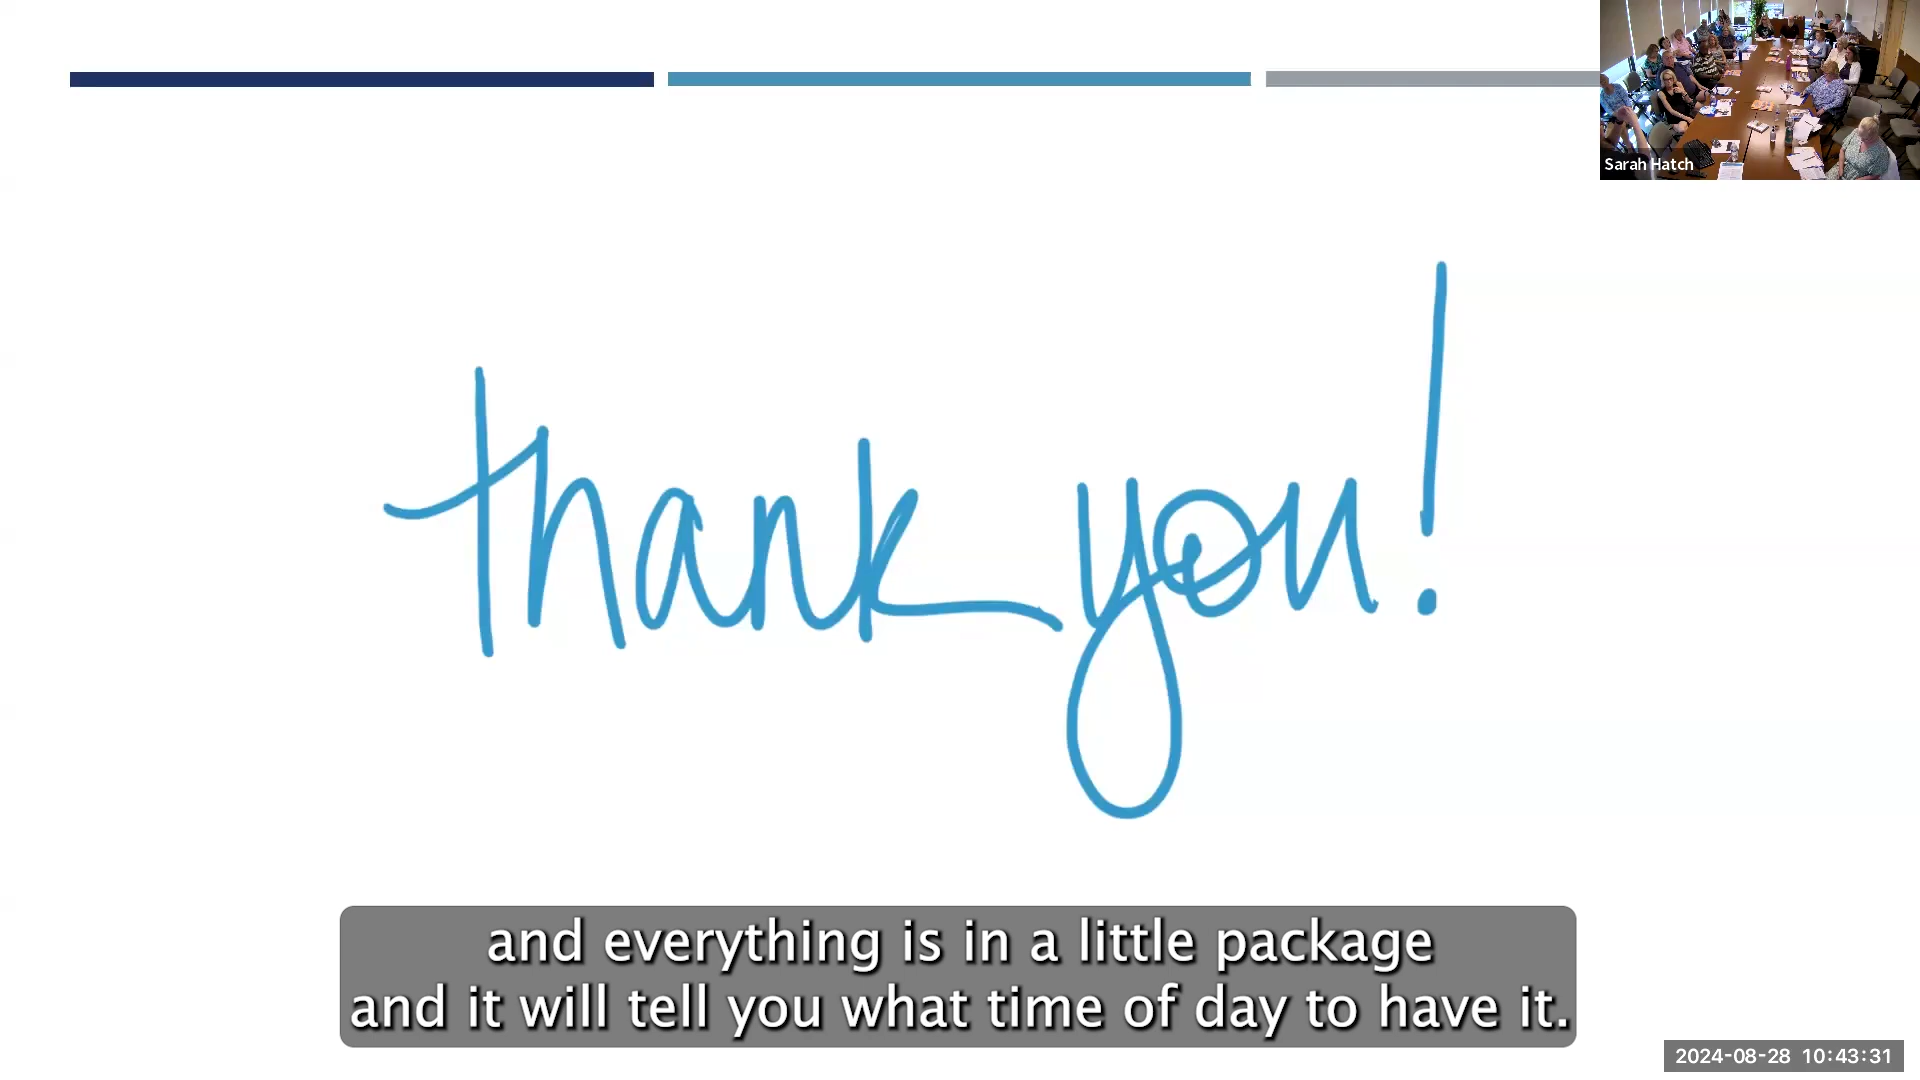 Sarah Hatch
thank you!
and everything is in a little package
and it will tell you what time of day to have it.
2024-08-28 10:43:31